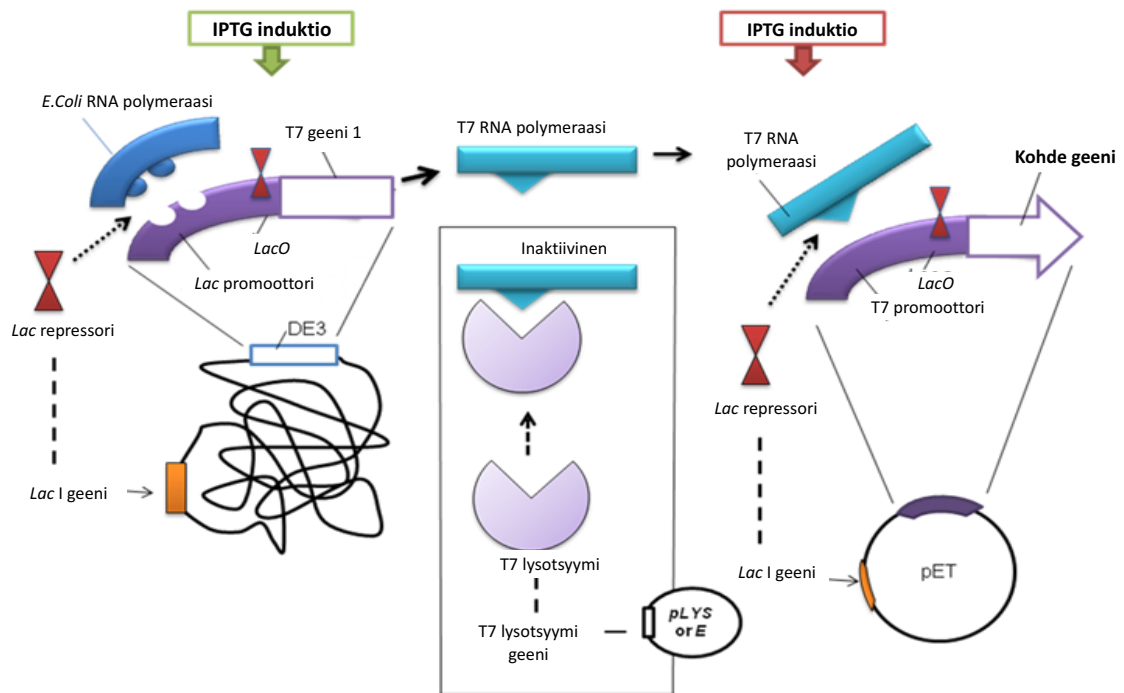 IPTG induktio
E.Coli RNA polymeraasi
T7 geeni 1
LacO
Lac promoottori
Lac repressori
DE3
Lac I geeni
T7 RNA polymeraasi
Inaktiivinen
T7 lysotsyymi
T7 lysotsyymi
geeni
pLYS
or E
IPTG induktio
T7 RNA
polymeraasi
Kohde geeni
LacO
T7 promoottori
Lac repressori
Lac I geeni
pET